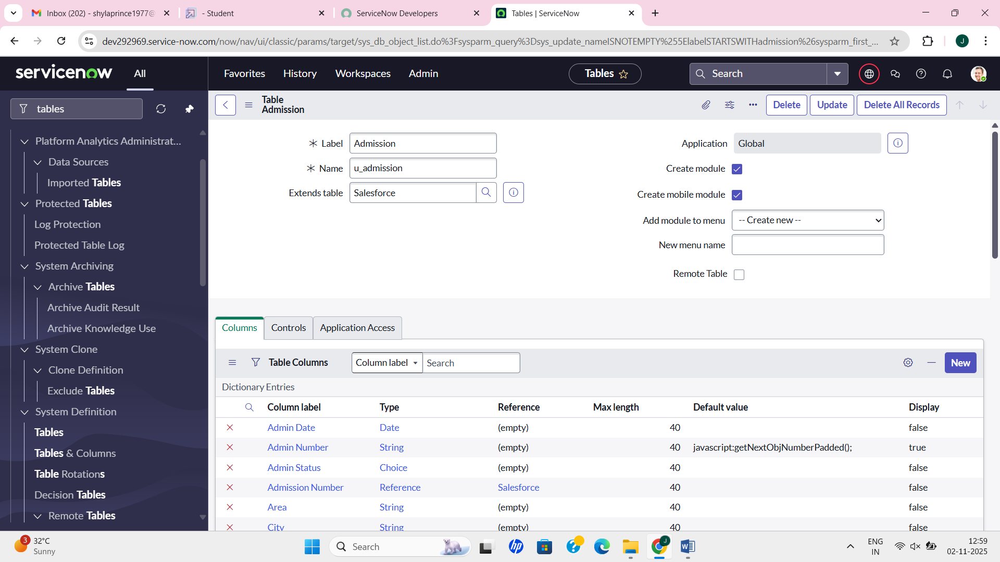 Inbox (202) - shylaprince1977@
- Student
ServiceNow Developers
Tables | ServiceNow
dev292969.service-now.com/now/nav/ui/classic/params/target/sys_db_object_list.do%3Fsysparm_query%3Dsys_update_nameISNOTEMPTY%255ElabelSTARTSWITHadmission%26sysparm_first_...
J
servicenow
All
Favorites
History
Workspaces
Admin
Tables
Search
tables
Platform Analytics Administrat...
Data Sources
Imported Tables
Protected Tables
Log Protection
Protected Table Log
System Archiving
Archive Tables
Archive Audit Result
Archive Knowledge Use
System Clone
Clone Definition
Exclude Tables
System Definition
Tables
Tables & Columns
Table Rotations
Decision Tables
Remote Tables
Table
Admission
Delete
Update
Delete All Records
Label
Admission
Name
u_admission
Extends table
Salesforce
Application
Global
Create module
Create mobile module
Add module to menu
-- Create new --
New menu name
Remote Table
Columns
Controls
Application Access
Table Columns
Column label
Search
New
Dictionary Entries
Column label Type Reference Max length Default value Display
Admin Date Date (empty) 40 false
Admin Number String (empty) 40 javascript:getNextObjNumberPadded(); true
Admin Status Choice (empty) 40 false
Admission Number Reference Salesforce 40 false
Area String (empty) 40 false
City String (empty) 40 false
3
32°C
Sunny
Search
J
ENG
IN
12:59
02-11-2025